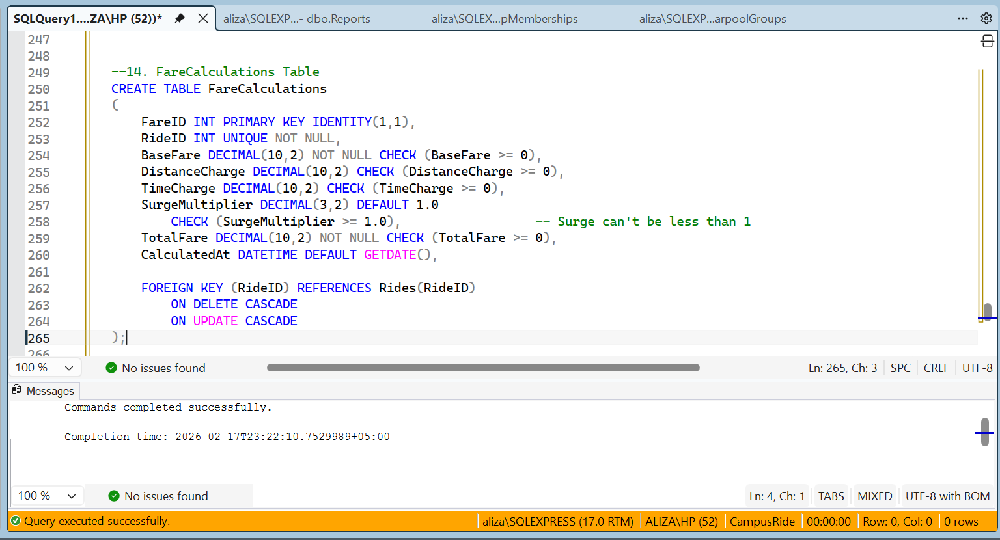 SQLQuery1....ZA\HP (52))* aliza\SQLEXP...- dbo.Reports aliza\SQLEX...pMemberships aliza\SQLEXP...arpoolGroups
247
248
249 --14. FareCalculations Table
250 CREATE TABLE FareCalculations
251 (
252 FareID INT PRIMARY KEY IDENTITY(1,1),
253 RideID INT UNIQUE NOT NULL,
254 BaseFare DECIMAL(10,2) NOT NULL CHECK (BaseFare >= 0),
255 DistanceCharge DECIMAL(10,2) CHECK (DistanceCharge >= 0),
256 TimeCharge DECIMAL(10,2) CHECK (TimeCharge >= 0),
257 SurgeMultiplier DECIMAL(3,2) DEFAULT 1.0
258 CHECK (SurgeMultiplier >= 1.0), -- Surge can't be less than 1
259 TotalFare DECIMAL(10,2) NOT NULL CHECK (TotalFare >= 0),
260 CalculatedAt DATETIME DEFAULT GETDATE(),
261
262 FOREIGN KEY (RideID) REFERENCES Rides(RideID)
263 ON DELETE CASCADE
264 ON UPDATE CASCADE
265 );
266
100 % No issues found Ln: 265, Ch: 3 SPC CRLF UTF-8
Messages
Commands completed successfully.
Completion time: 2026-02-17T23:22:10.7529989+05:00
100 % No issues found Ln: 4, Ch: 1 TABS MIXED UTF-8 with BOM
Query executed successfully. aliza\SQLEXPRESS (17.0 RTM) ALIZA\HP (52) CampusRide 00:00:00 Row: 0, Col: 0 0 rows